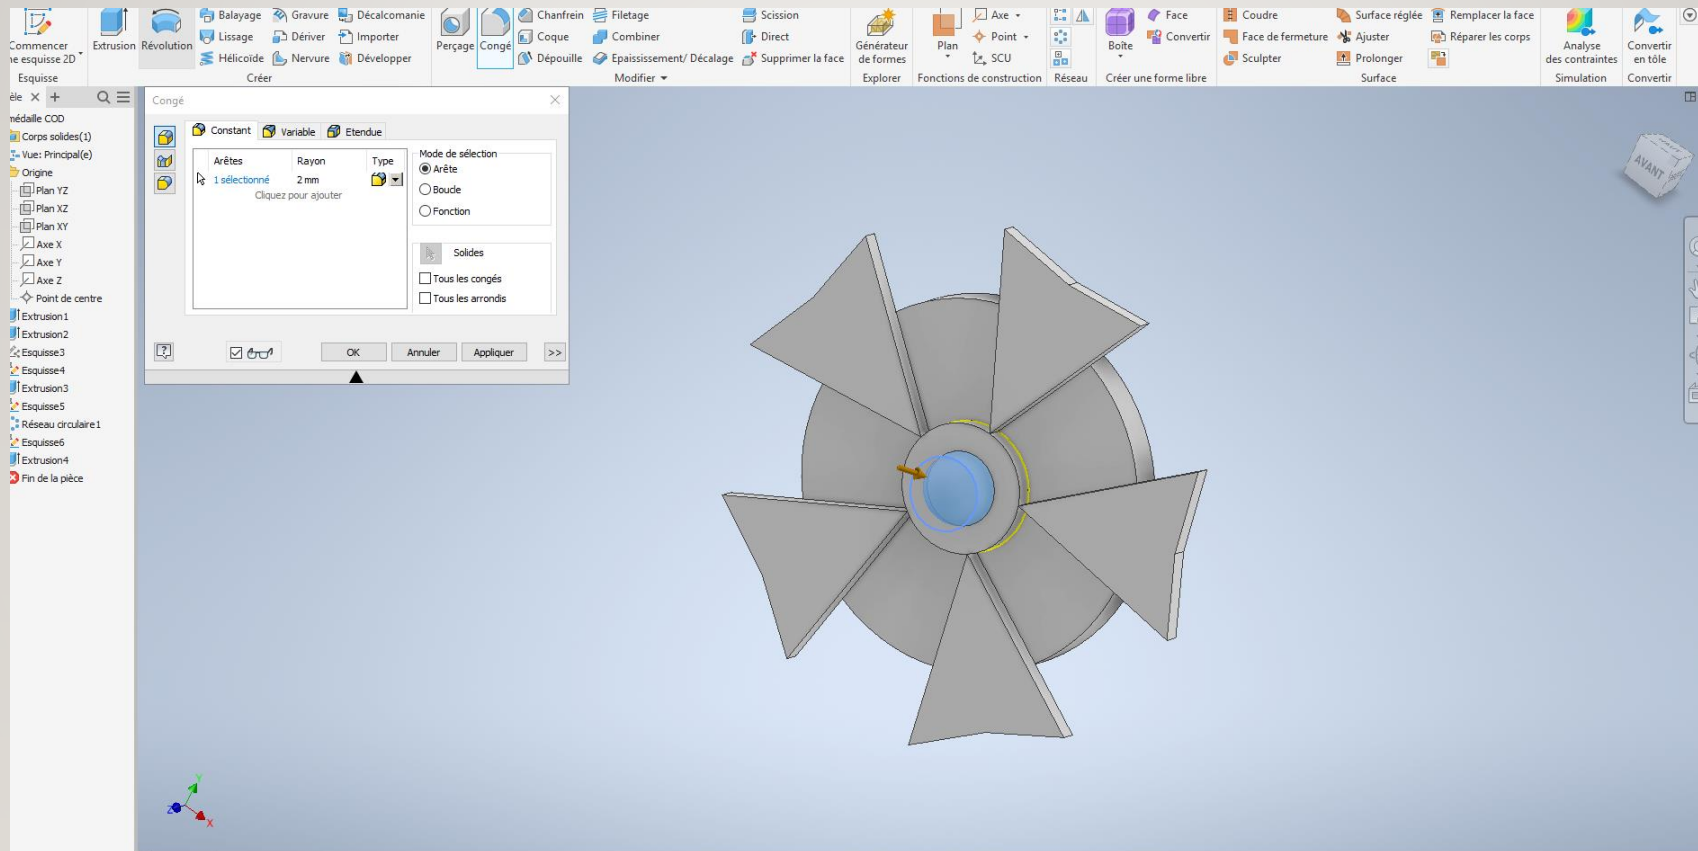 Balayage Gravure Décalcomanie Chanfrein Filetage Scission Axe Face Coudre Surface réglée Remplacer la face
Lissage Dériver Importer Coque Combiner Direct Point Convertir Face de fermeture Ajuster Réparer les corps
Hélicoïde Nervure Développer Dépouille Epaississement/ Décalage Supprimer la face SCU Sculpter Prolonger
Commencer Extrusion Révolution Perçage Congé Générateur Plan Boîte Analyse Convertir
ne esquisse 2D de formes des contraintes en tôle
Esquisse Créer Modifier Explorer Fonctions de construction Réseau Créer une forme libre Surface Simulation Convertir
èle × +
médaille COD
Corps solides(1)
Vue: Principal(e)
Origine
Plan YZ
Plan XZ
Plan XY
Axe X
Axe Y
Axe Z
Point de centre
Extrusion1
Extrusion2
Esquisse3
Esquisse4
Extrusion3
Esquisse5
Réseau circulaire1
Esquisse6
Extrusion4
Fin de la pièce
Congé
Constant Variable Etendue
Arêtes Rayon Type
1 sélectionné 2 mm
Cliquez pour ajouter
Mode de sélection
Arête
Boucle
Fonction
Solides
Tous les congés
Tous les arrondis
OK Annuler Appliquer >>
AVANT
Y
Z
X